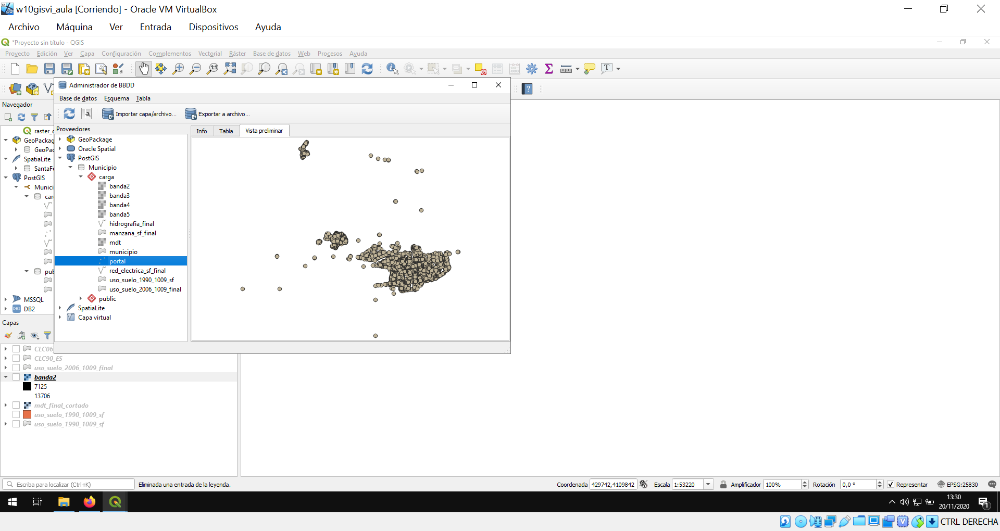 w10gisvi_aula [Corriendo] - Oracle VM VirtualBox
Archivo Máquina Ver Entrada Dispositivos Ayuda
*Proyecto sin título - QGIS
Proyecto Edición Ver Capa Configuración Complementos Vectorial Ráster Base de datos Web Procesos Ayuda
Administrador de BBDD
Base de datos Esquema Tabla
Importar capa/archivo... Exportar a archivo...
Navegador
raster_
GeoPackag
GeoPac
SpatiaLite
SantaFe
PostGIS
Munici
car
pub
MSSQL
DB2
Proveedores
GeoPackage
Oracle Spatial
PostGIS
Municipio
carga
banda2
banda3
banda4
banda5
hidrografia_final
manzana_sf_final
mdt
municipio
portal
red_electrica_sf_final
uso_suelo_1990_1009_sf
uso_suelo_2006_1009_final
public
SpatiaLite
Capa virtual
Info Tabla Vista preliminar
Capas
CLC06_
CLC90_ES
uso_suelo_2006_1009_final
banda2
7125
13706
mdt_final_cortado
uso_suelo_1990_1009_sf
uso_suelo_1990_1009_sf
Escriba para localizar (Ctrl+K) Eliminada una entrada de la leyenda. Coordenada 429742,4109842 Escala 1:53220 Amplificador 100% Rotación 0,0 ° Representar EPSG:25830
13:30
20/11/2020
1
CTRL DERECHA